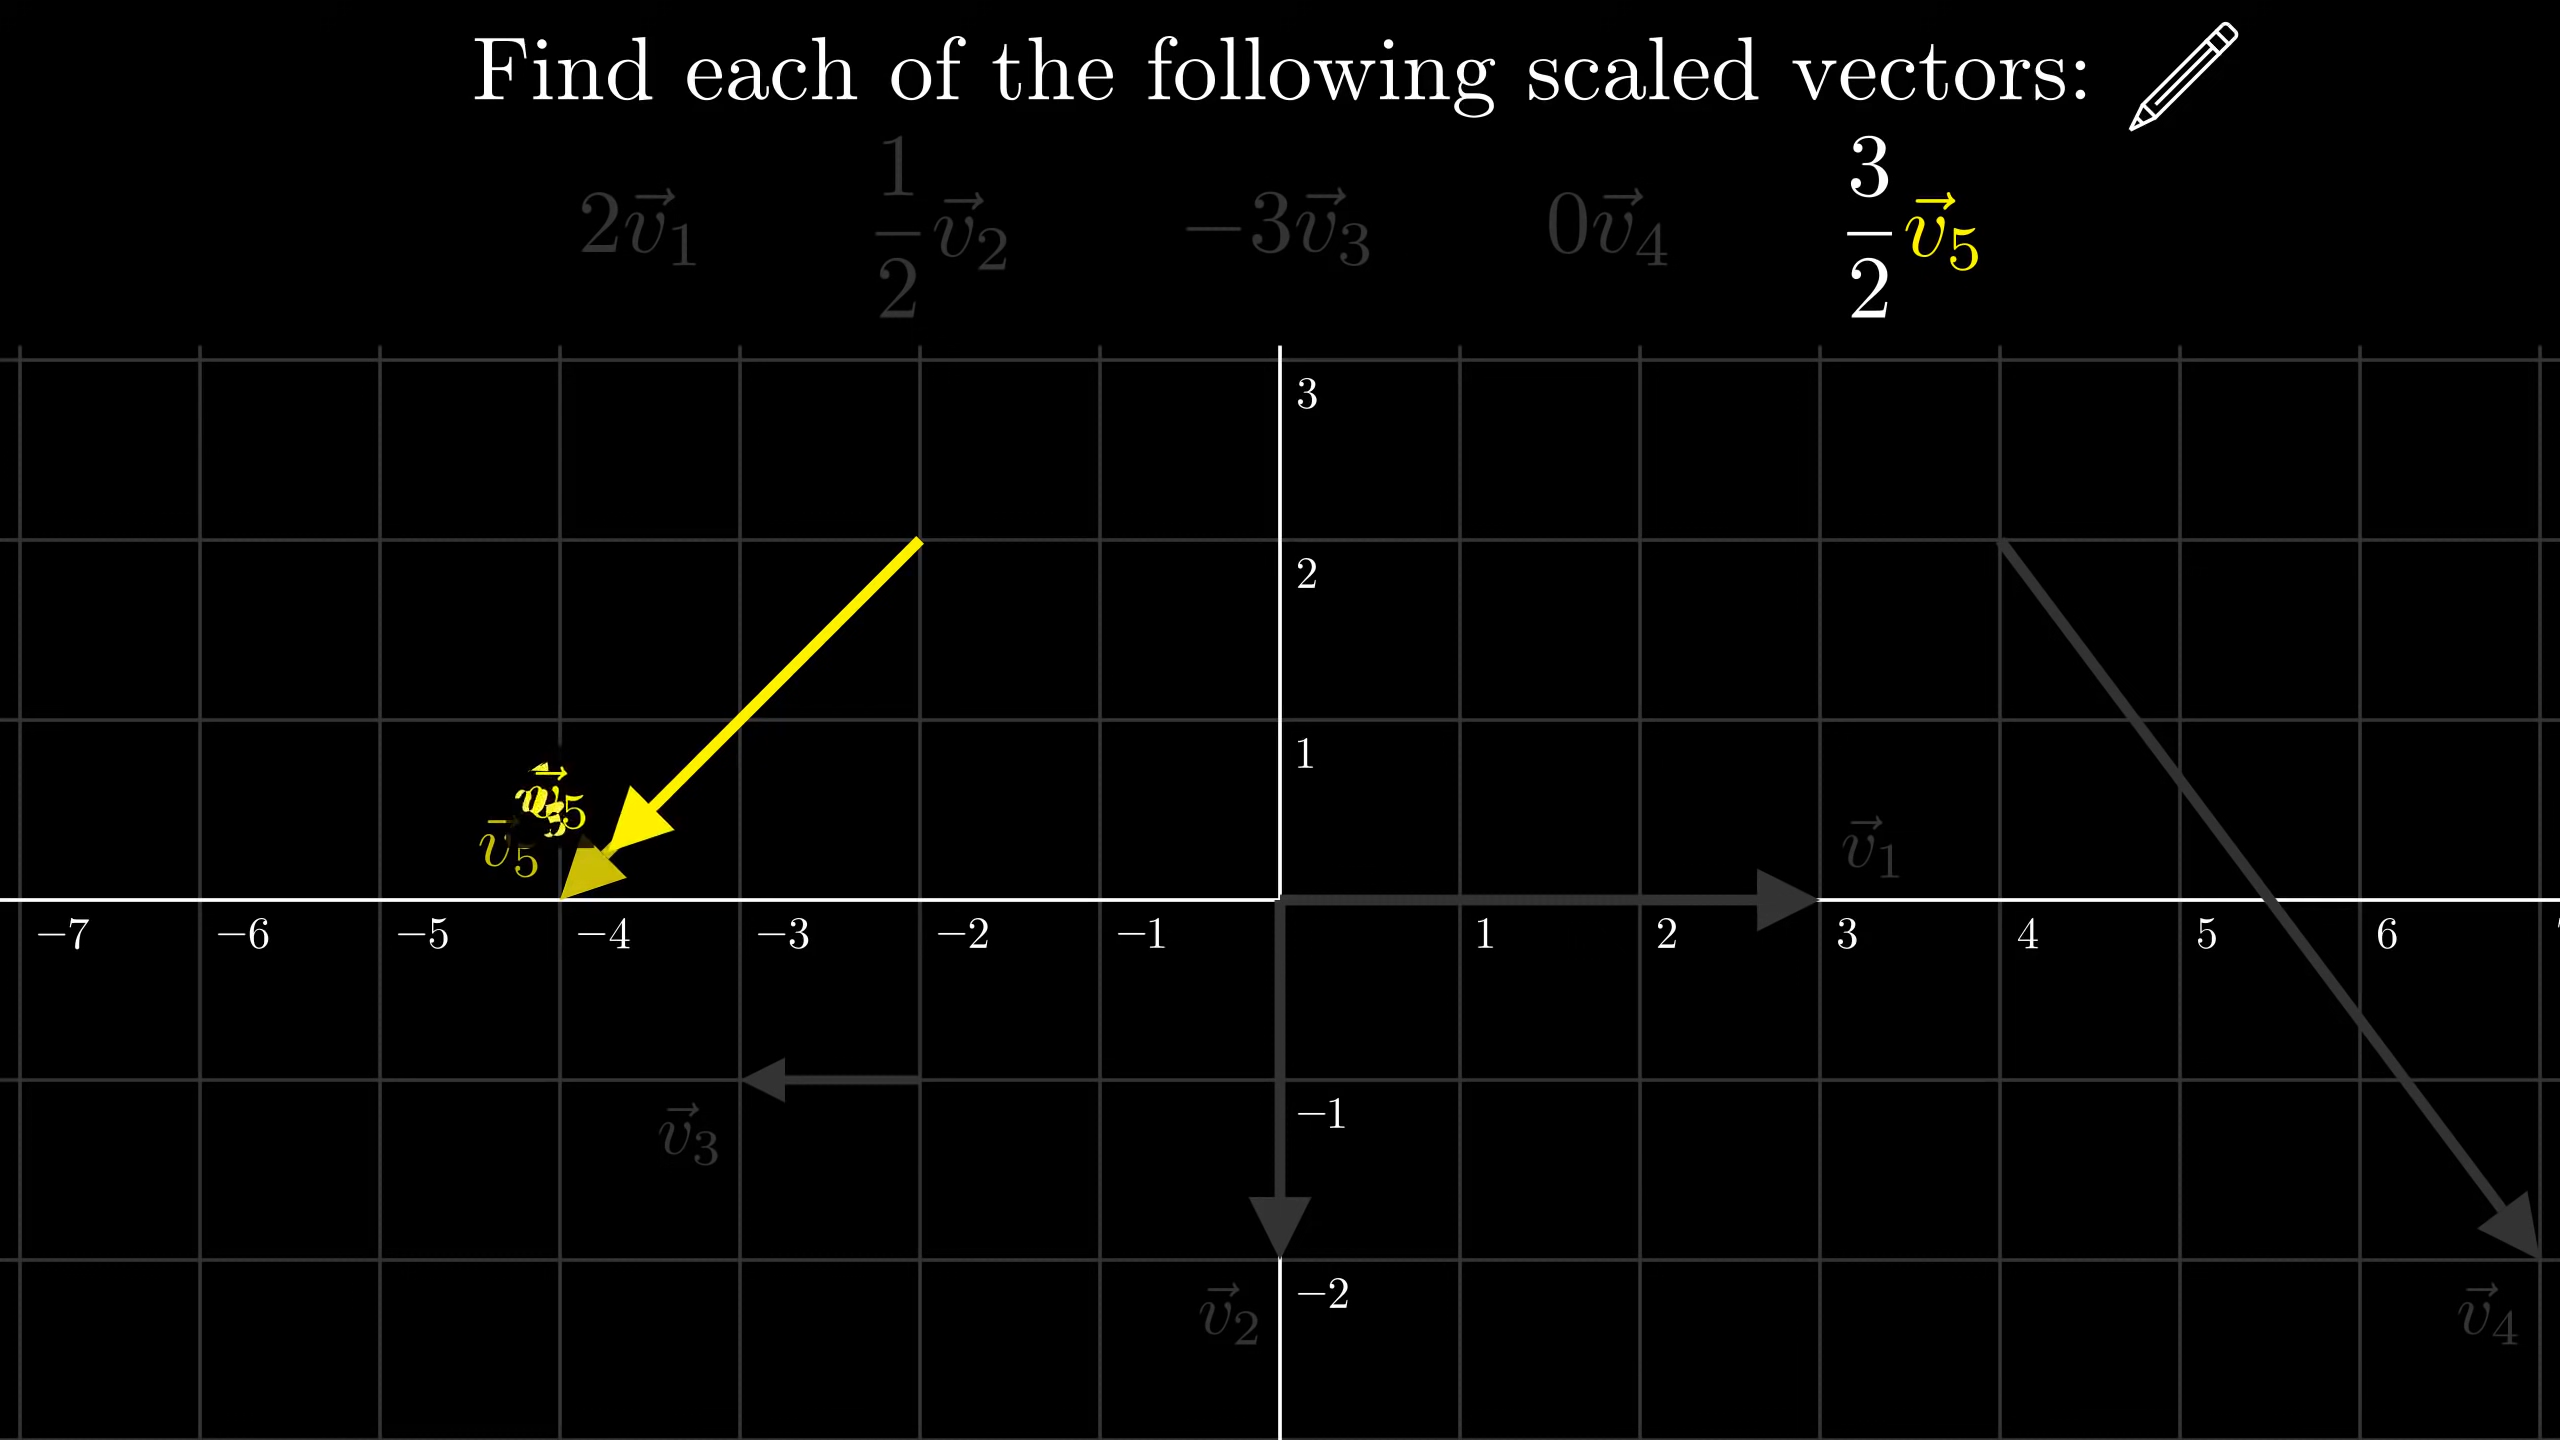 Find each of the following scaled vectors:
2v⃗₁ 1/2 v⃗₂ −3v⃗₃ 0v⃗₄ 3/2 v⃗₅
3
2
1
v⃗₅
v⃗₅
v⃗₁
−7 −6 −5 −4 −3 −2 −1 1 2 3 4 5 6
−1
v⃗₃
−2
v⃗₂
v⃗₄